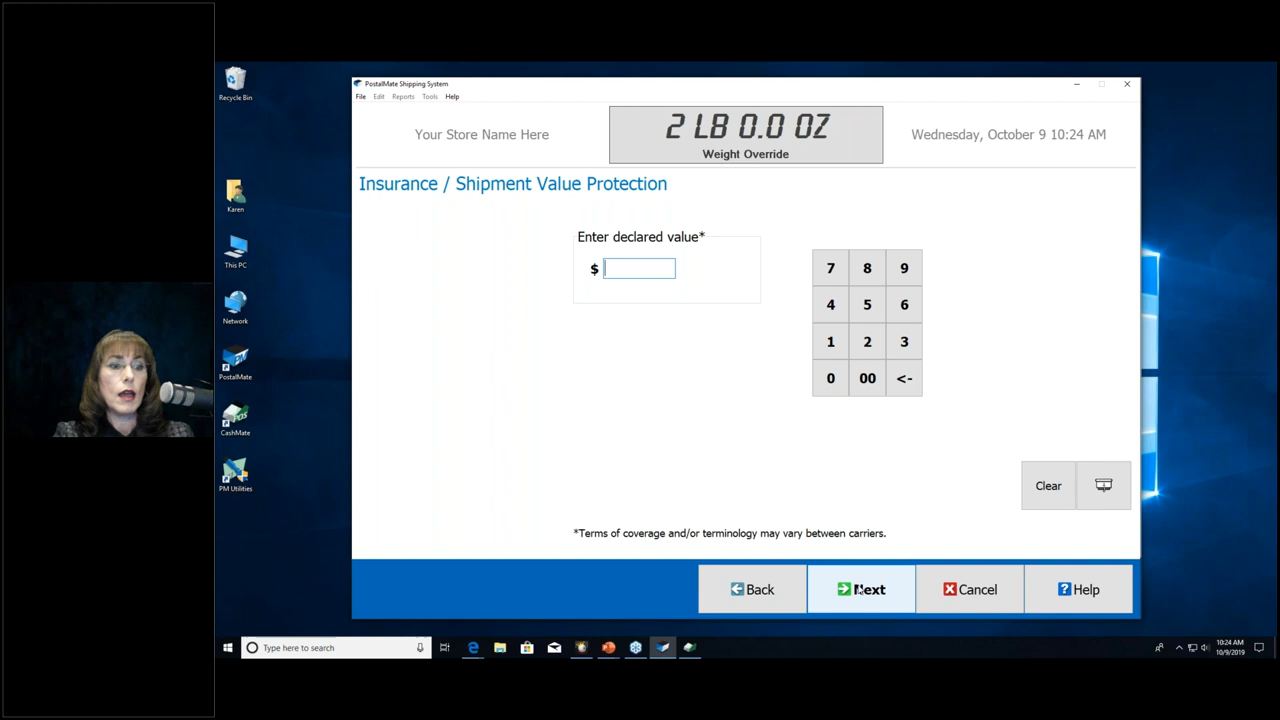 PostalMate Shipping System
File Edit Reports Tools Help
Your Store Name Here
2 LB 0.0 OZ
Weight Override
Wednesday, October 9 10:24 AM
Insurance / Shipment Value Protection
Enter declared value*
$
7 8 9
4 5 6
1 2 3
0 00 <-
Clear
*Terms of coverage and/or terminology may vary between carriers.
Back Next Cancel Help
Recycle Bin
Karen
This PC
Network
PostalMate
CashMate
PM Utilities
Type here to search
10:24 AM
10/9/2019